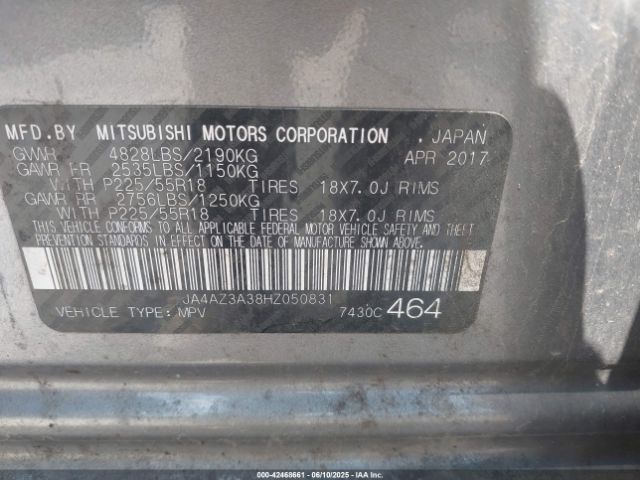 MFD.BY MITSUBISHI MOTORS CORPORATION , JAPAN
GVWR 4828LBS/2190KG APR 2017
GAWR FR 2535LBS/1150KG
WITH P225/55R18 TIRES 18X7.0J RIMS
GAWR RR 2756LBS/1250KG
WITH P225/55R18 TIRES 18X7.0J RIMS
THIS VEHICLE CONFORMS TO ALL APPLICABLE FEDERAL MOTOR VEHICLE SAFETY, BUMPER AND THEFT
PREVENTION STANDARDS IN EFFECT ON THE DATE OF MANUFACTURE SHOWN ABOVE.
JA4AZ3A38HZ050831
VEHICLE TYPE:MPV 7430C 464
000-42468661 - 06/10/2025 - IAAI.COM